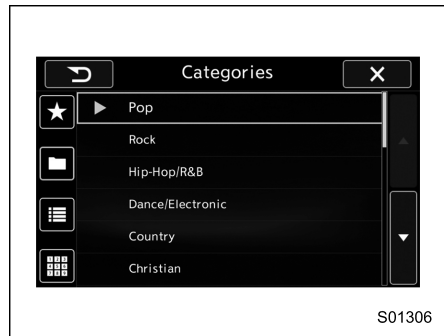 Categories
Pop
Rock
Hip-Hop/R&B
Dance/Electronic
Country
Christian
S01306